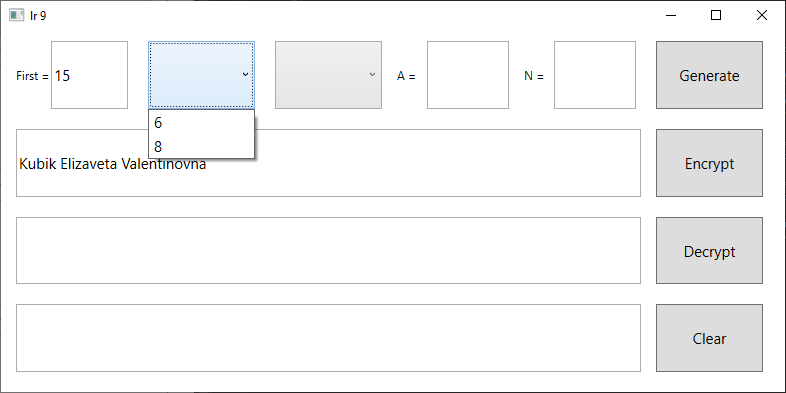 lr 9
First = 15 A = N = Generate
6
8
Kubik Elizaveta Valentinovna Encrypt
Decrypt
Clear